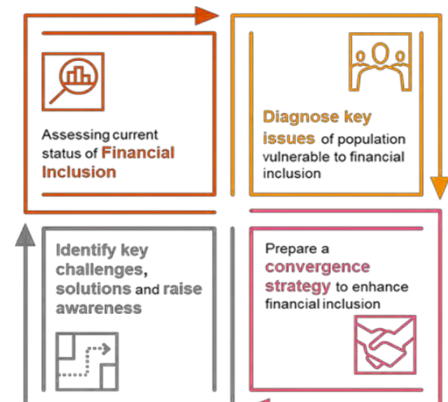 Assessing current
status of Financial
Inclusion
Diagnose key
issues of population
vulnerable to financial
inclusion
Identify key
challenges,
solutions and raise
awareness
Prepare a
convergence
strategy to enhance
financial inclusion